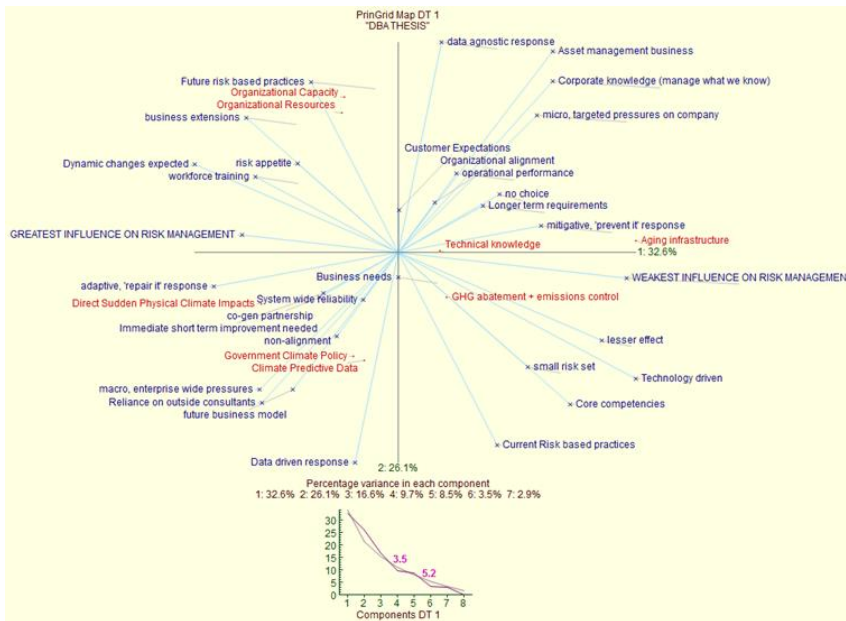 PrinGrid Map DT 1
"DBA THESIS"
data agnostic response
Asset management business
Future risk based practices
Corporate knowledge (manage what we know)
Organizational Capacity
Organizational Resources
business extensions
micro, targeted pressures on company
Customer Expectations
Organizational alignment
Dynamic changes expected
risk appetite
operational performance
workforce training
no choice
Longer term requirements
mitigative, 'prevent it' response
GREATEST INFLUENCE ON RISK MANAGEMENT
Technical knowledge
Aging infrastructure
1: 32.6%
Business needs
WEAKEST INFLUENCE ON RISK MANAGEMENT
adaptive, 'repair it' response
Direct Sudden Physical Climate Impacts
System wide reliability
GHG abatement + emissions control
co-gen partnership
Immediate short term improvement needed
non-alignment
lesser effect
Government Climate Policy
Climate Predictive Data
small risk set
Technology driven
macro, enterprise wide pressures
Reliance on outside consultants
Core competencies
future business model
Current Risk based practices
Data driven response
2: 26.1%
Percentage variance in each component
1: 32.6% 2: 26.1% 3: 16.6% 4: 9.7% 5: 8.5% 6: 3.5% 7: 2.9%
30
25
20
15
10
5
0
3.5
5.2
1 2 3 4 5 6 7 8
Components DT 1